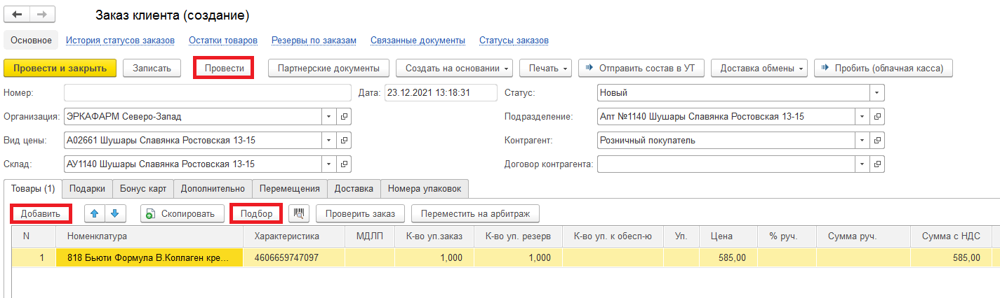 Заказ клиента (создание)
Основное История статусов заказов Остатки товаров Резервы по заказам Связанные документы Статусы заказов
Провести и закрыть Записать Провести Партнерские документы Создать на основании Печать Отправить состав в УТ Доставка обмены Пробить (облачная касса)
Номер: Дата: 23.12.2021 13:18:31 Статус: Новый
Организация: ЭРКАФАРМ Северо-Запад Подразделение: Апт №1140 Шушары Славянка Ростовская 13-15
Вид цены: А02661 Шушары Славянка Ростовская 13-15 Контрагент: Розничный покупатель
Склад: АУ1140 Шушары Славянка Ростовская 13-15 Договор контрагента:
Товары (1) Подарки Бонус карт Дополнительно Перемещения Доставка Номера упаковок
Добавить Скопировать Подбор Проверить заказ Переместить на арбитраж
N Номенклатура Характеристика МДЛП К-во уп.заказ К-во уп. резерв К-во уп. к обесп-ю Уп. Цена % руч. Сумма руч. Сумма с НДС
1 818 Бьюти Формула В.Коллаген кре... 4606659747097 1,000 1,000 585,00 585,00